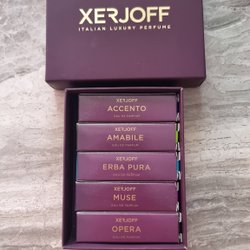 XERJOFF
ITALIAN LUXURY PERFUME
XERJOFF
ACCENTO
EAU DE PARFUM
XERJOFF
AMABILE
EAU DE PARFUM
XERJOFF
ERBA PURA
EAU DE PARFUM
XERJOFF
MUSE
EAU DE PARFUM
XERJOFF
OPERA
EAU DE PARFUM